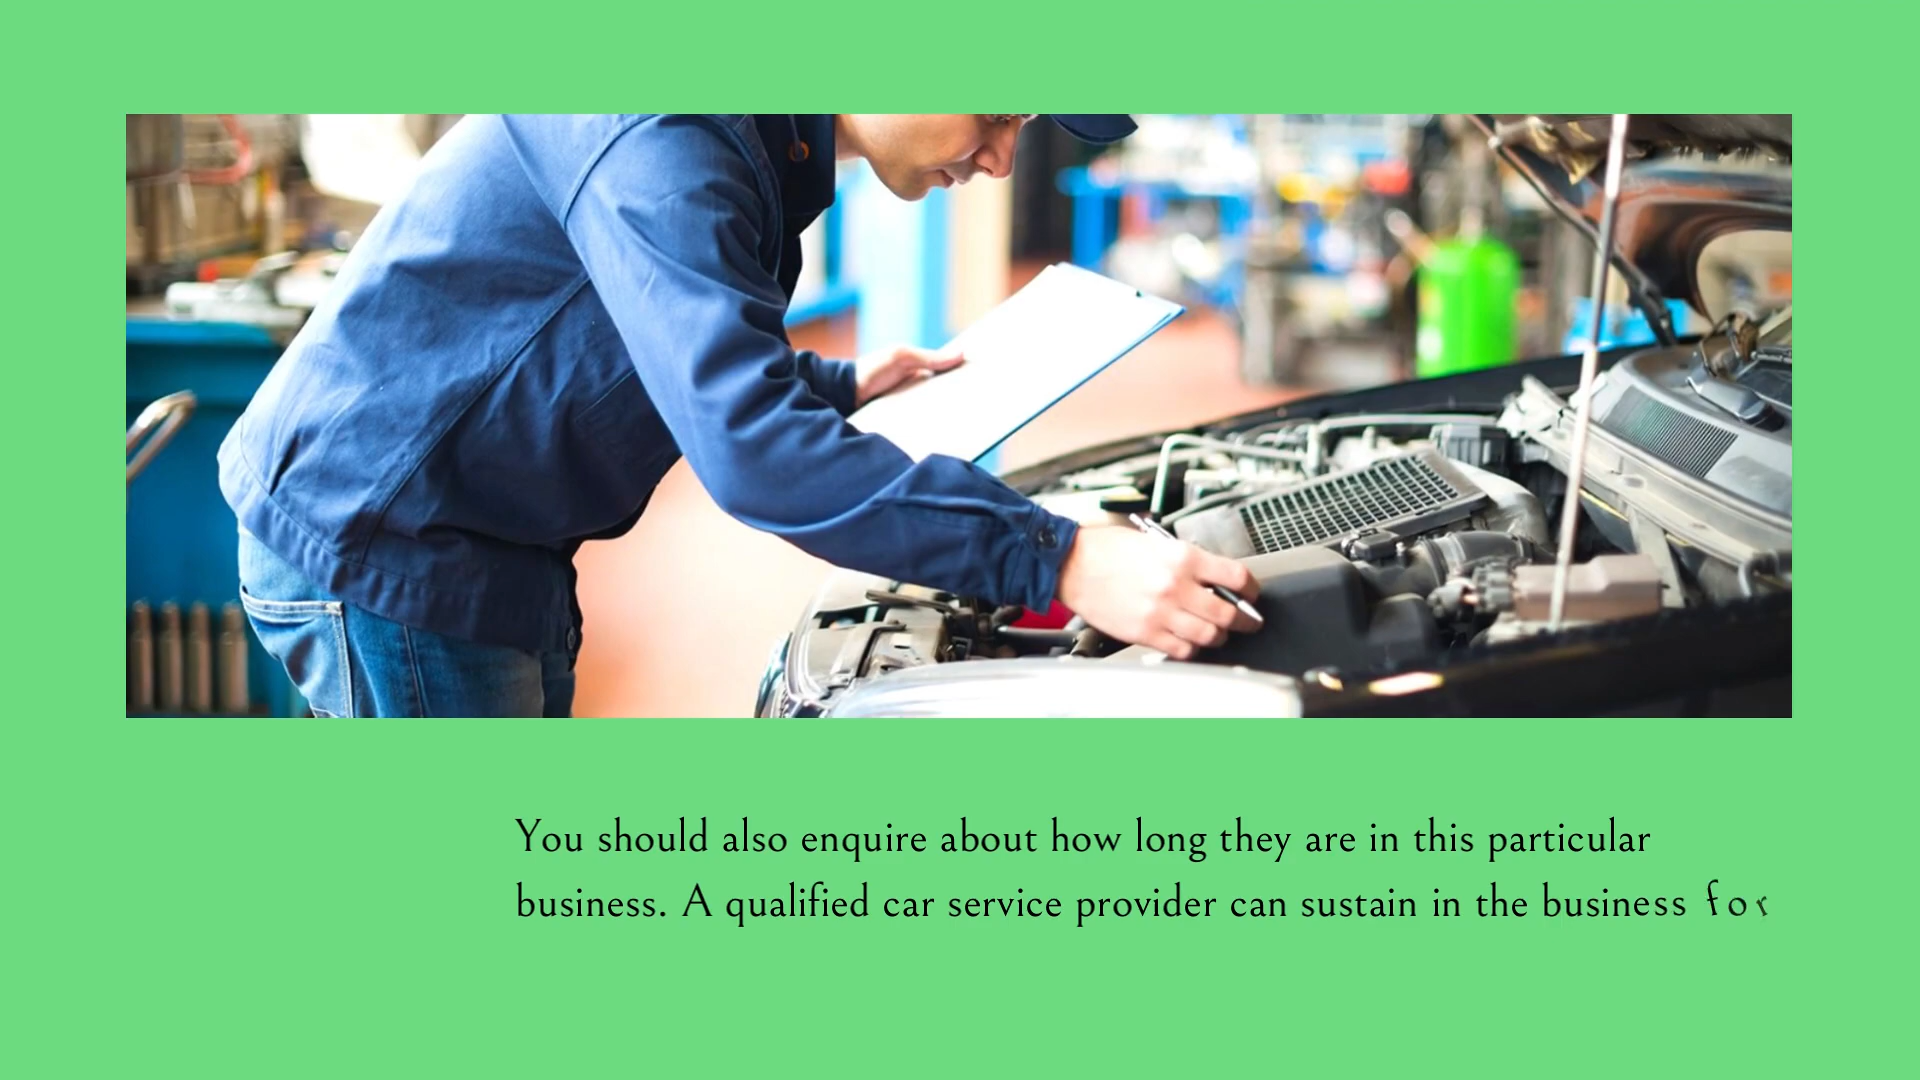 You should also enquire about how long they are in this particular
business. A qualified car service provider can sustain in the business for